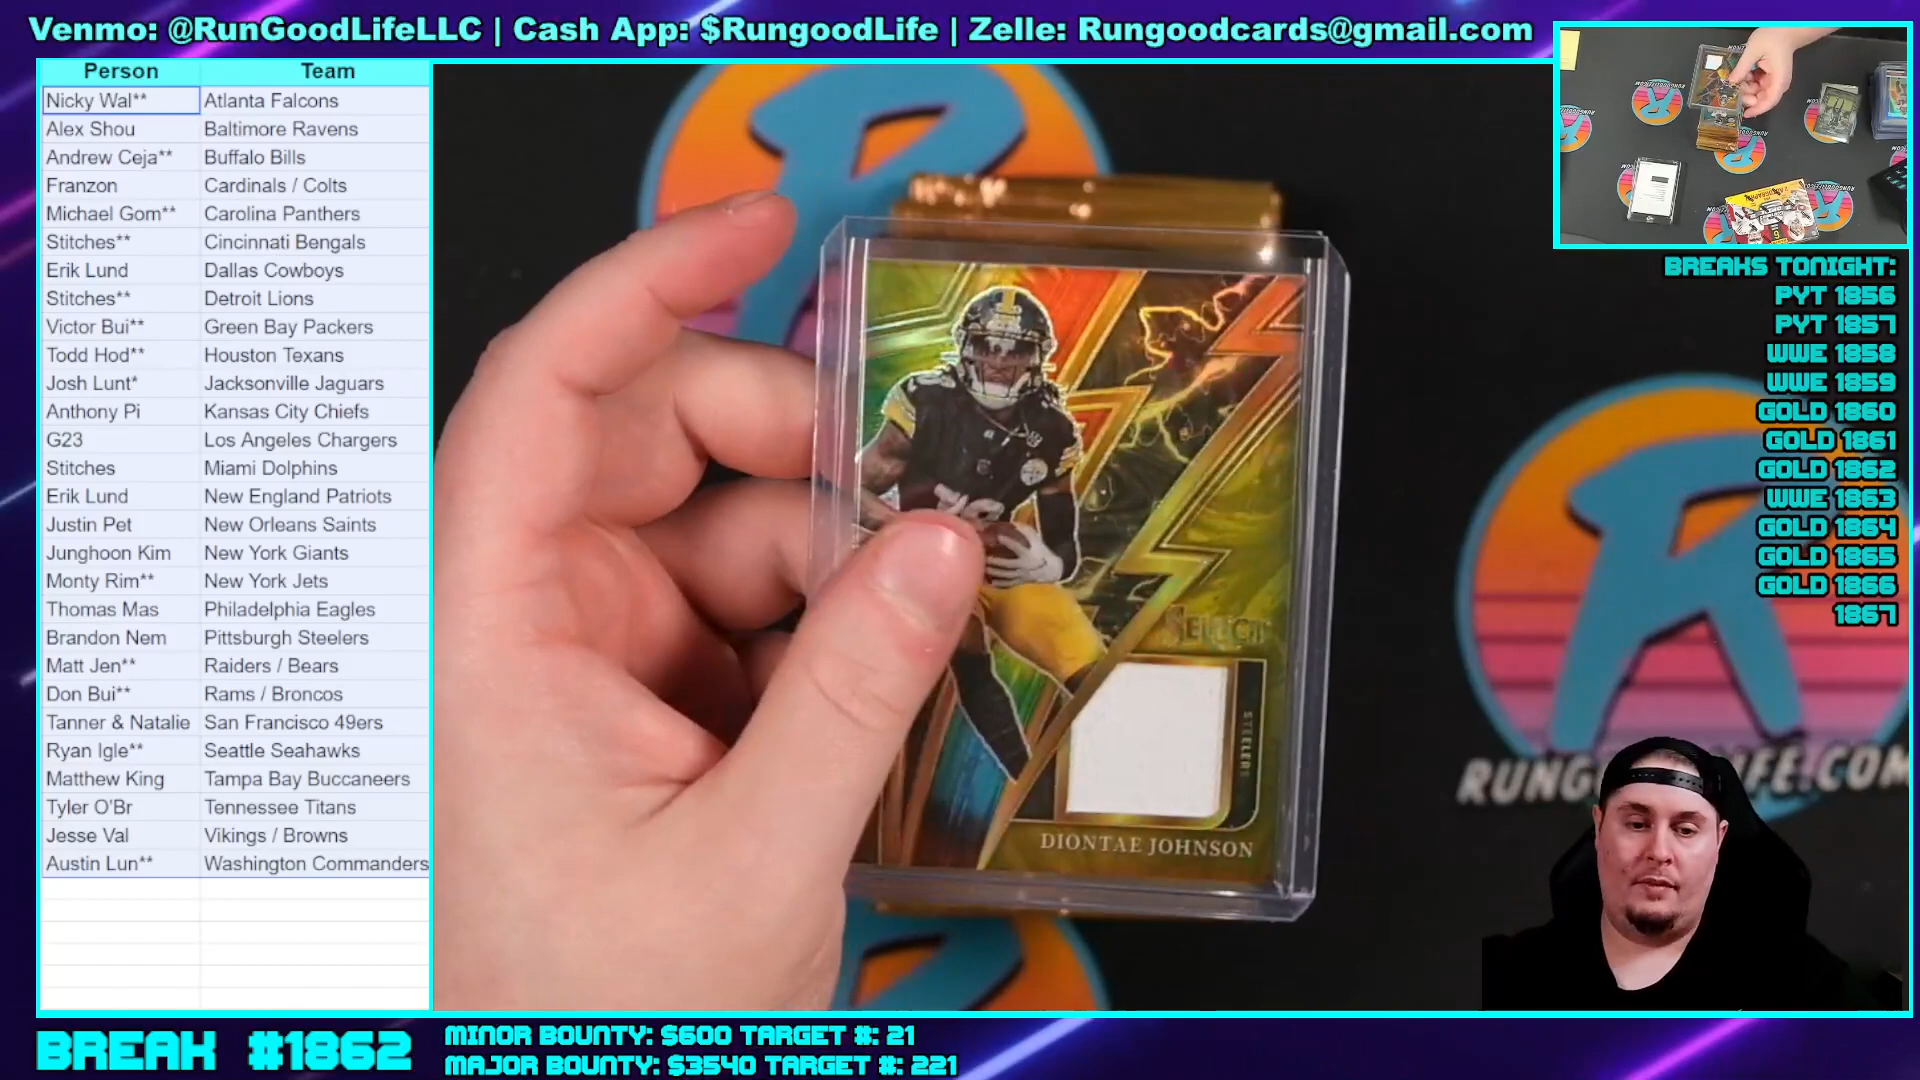 Venmo: @RunGoodLifeLLC | Cash App: $RungoodLife | Zelle: Rungoodcards@gmail.com
Person Team
Nicky Wal** Atlanta Falcons
Alex Shou Baltimore Ravens
Andrew Ceja** Buffalo Bills
Franzon Cardinals / Colts
Michael Gom** Carolina Panthers
Stitches** Cincinnati Bengals
Erik Lund Dallas Cowboys
Stitches** Detroit Lions
Victor Bui** Green Bay Packers
Todd Hod** Houston Texans
Josh Lunt* Jacksonville Jaguars
Anthony Pi Kansas City Chiefs
G23 Los Angeles Chargers
Stitches Miami Dolphins
Erik Lund New England Patriots
Justin Pet New Orleans Saints
Junghoon Kim New York Giants
Monty Rim** New York Jets
Thomas Mas Philadelphia Eagles
Brandon Nem Pittsburgh Steelers
Matt Jen** Raiders / Bears
Don Bui** Rams / Broncos
Tanner & Natalie San Francisco 49ers
Ryan Igle** Seattle Seahawks
Matthew King Tampa Bay Buccaneers
Tyler O'Br Tennessee Titans
Jesse Val Vikings / Browns
Austin Lun** Washington Commanders
SELECT
STEELERS
DIONTAE JOHNSON
BREAKS TONIGHT:
PYT 1856
PYT 1857
WWE 1858
WWE 1859
GOLD 1860
GOLD 1861
GOLD 1862
WWE 1863
GOLD 1864
GOLD 1865
GOLD 1866
1867
BREAK #1862
MINOR BOUNTY: $600 TARGET #: 21
MAJOR BOUNTY: $3540 TARGET #: 221